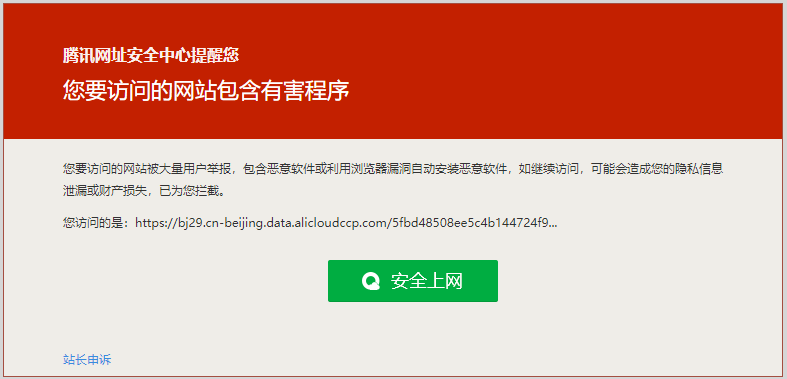 腾讯网址安全中心提醒您
您要访问的网站包含有害程序
您要访问的网站被大量用户举报，包含恶意软件或利用浏览器漏洞自动安装恶意软件，如继续访问，可能会造成您的隐私信息
泄漏或财产损失，已为您拦截。
您访问的是：https://bj29.cn-beijing.data.alicloudccp.com/5fbd48508ee5c4b144724f9...
安全上网
站长申诉